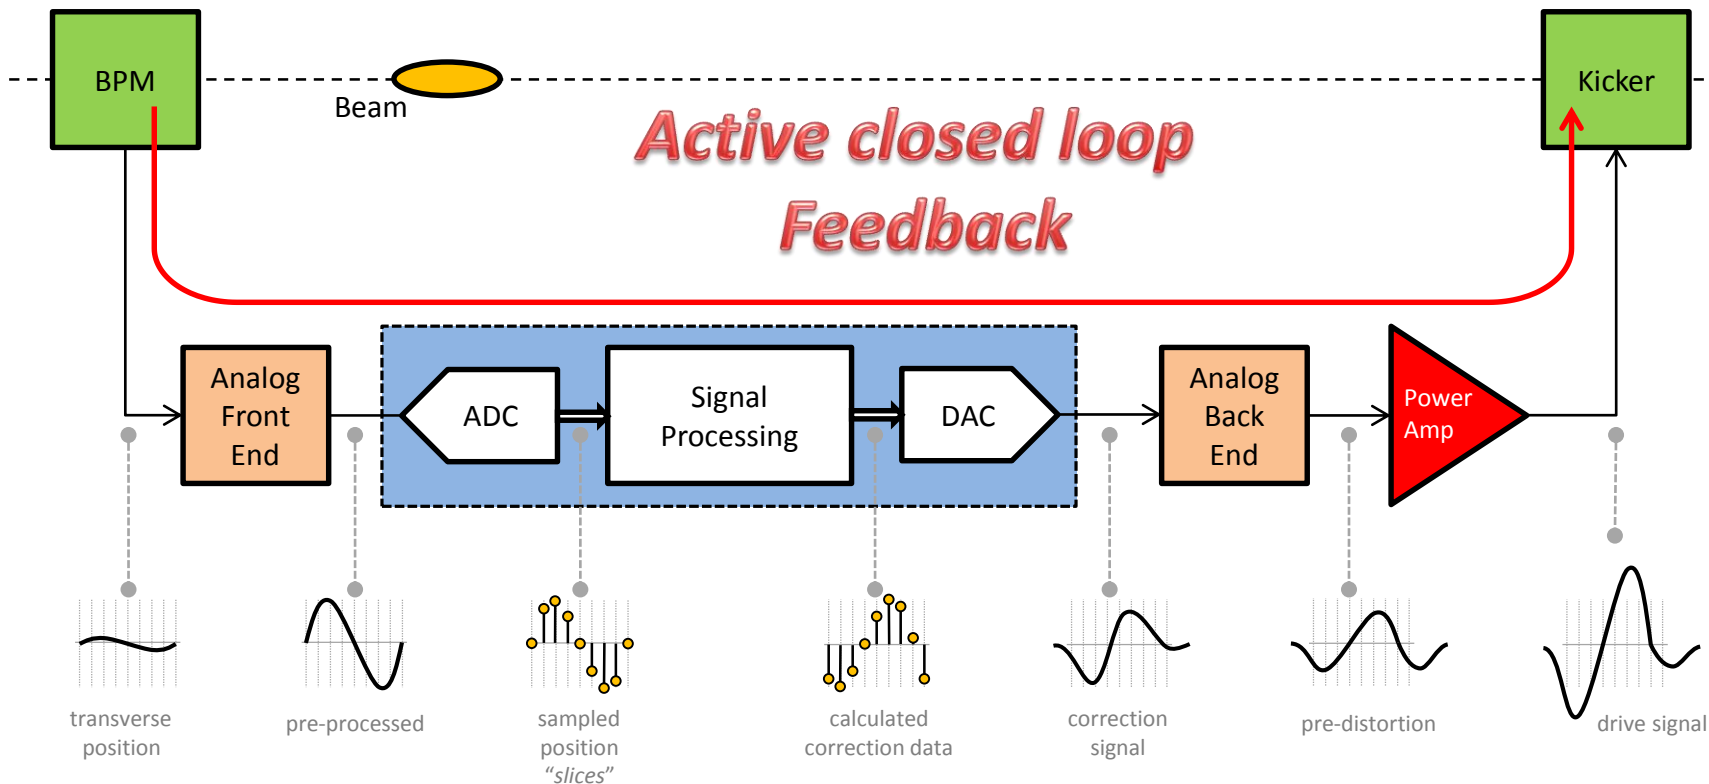 BPM
Beam
Kicker
Active closed loop
Feedback
Analog
Front
End
ADC
Signal
Processing
DAC
Analog
Back
End
Power
Amp
transverse
position
pre-processed
sampled
position
“slices”
calculated
correction data
correction
signal
pre-distortion
drive signal